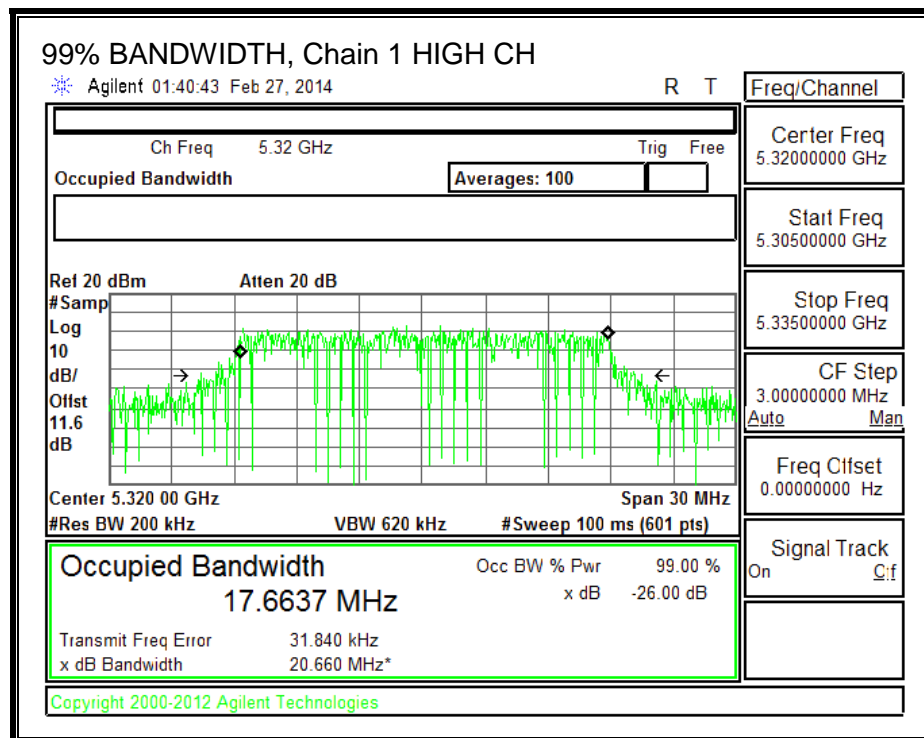 99% BANDWIDTH, Chain 1 HIGH CH
Agilent 01:40:43 Feb 27, 2014 R T
Freq/Channel
Ch Freq 5.32 GHz Trig Free
Occupied Bandwidth Averages: 100
Center Freq
5.32000000 GHz
Start Freq
5.30500000 GHz
Stop Freq
5.33500000 GHz
CF Step
3.00000000 MHz
Auto Man
Freq Offset
0.00000000 Hz
Signal Track
On Off
Ref 20 dBm Atten 20 dB
#Samp
Log
10
dB/
Offst
11.6
dB
Center 5.320 00 GHz Span 30 MHz
#Res BW 200 kHz VBW 620 kHz #Sweep 100 ms (601 pts)
Occupied Bandwidth Occ BW % Pwr 99.00 %
17.6637 MHz x dB -26.00 dB
Transmit Freq Error 31.840 kHz
x dB Bandwidth 20.660 MHz*
Copyright 2000-2012 Agilent Technologies